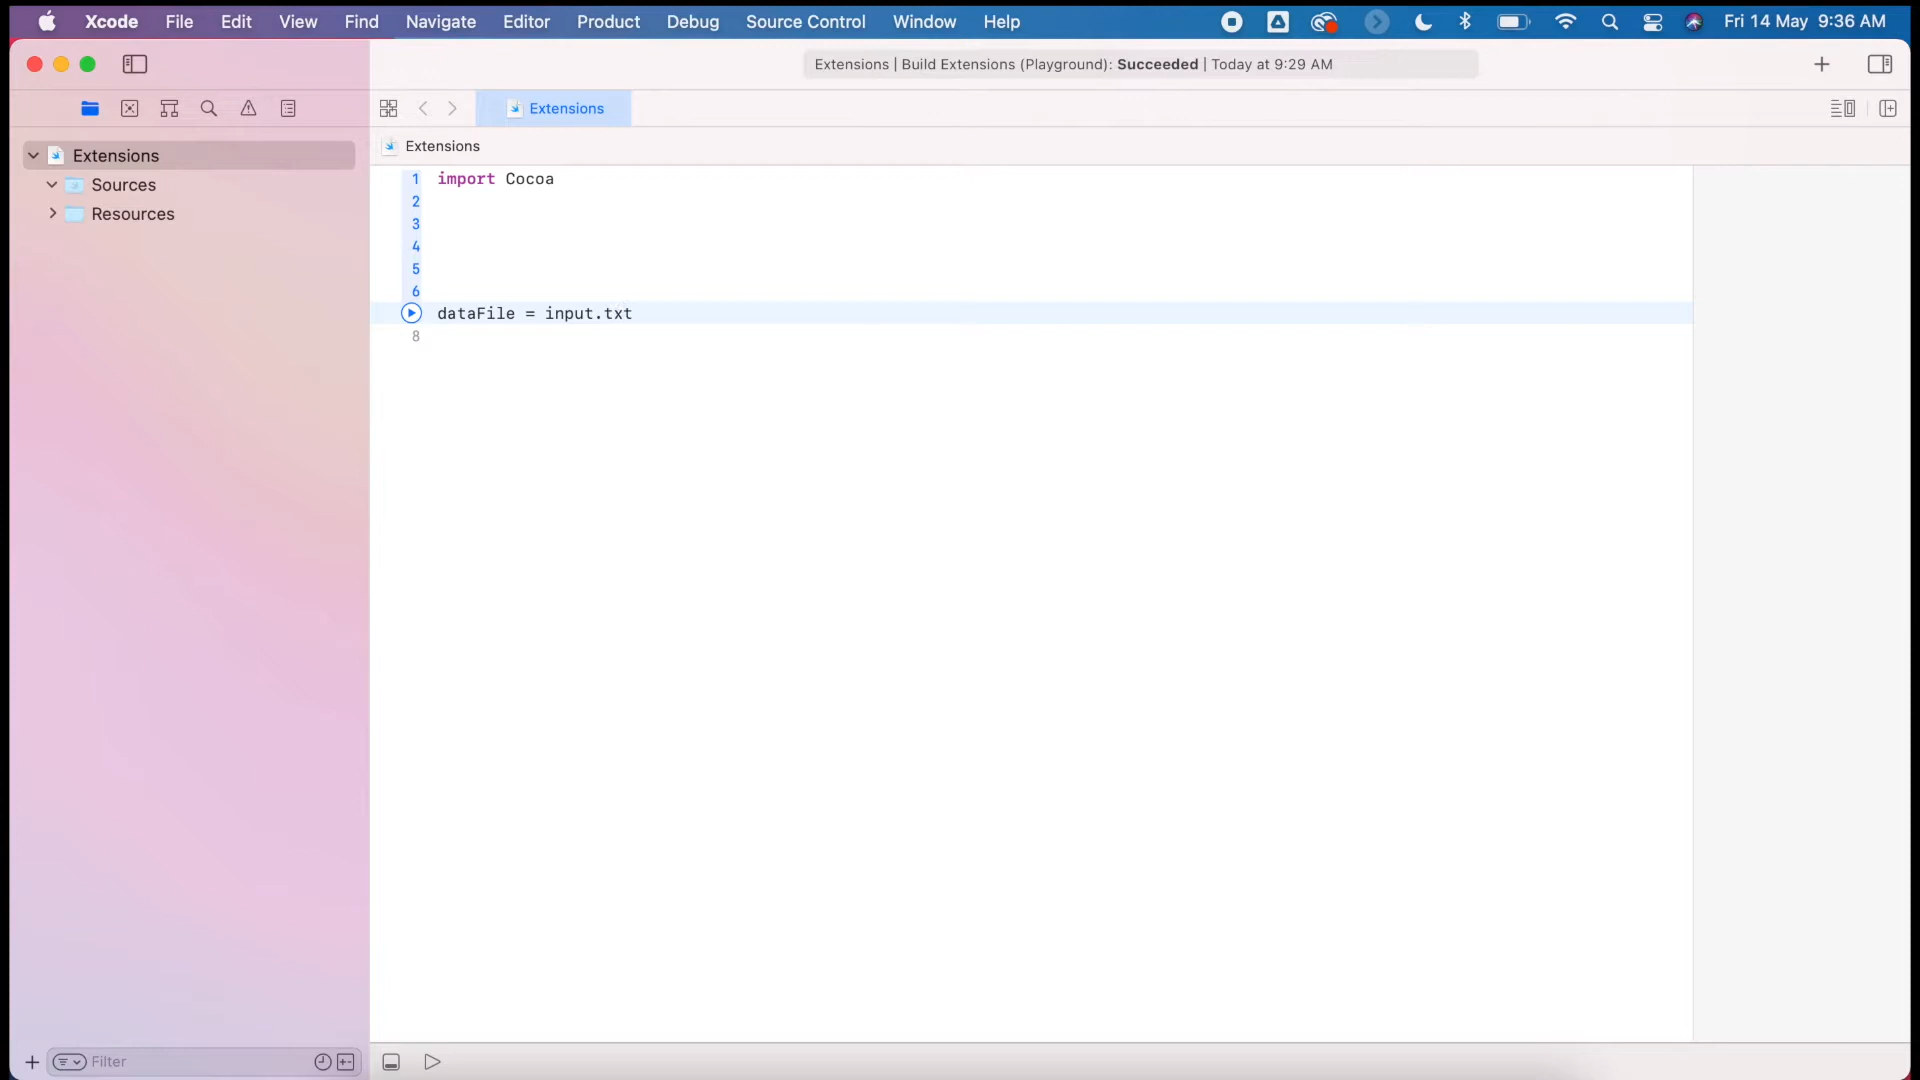 Xcode File Edit View Find Navigate Editor Product Debug Source Control Window Help Fri 14 May 9:36 AM
Extensions | Build Extensions (Playground): Succeeded | Today at 9:29 AM
Extensions
Extensions
Extensions
Sources
Resources
1 import Cocoa
2
3
4
5
6
dataFile = input.txt
8
Filter